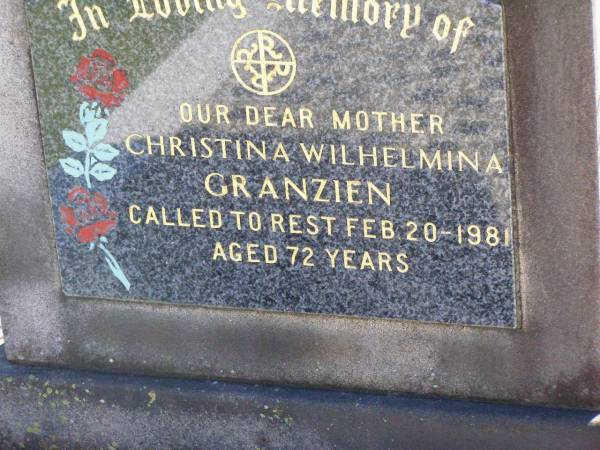 In Loving Memory of
R R R R
OUR DEAR MOTHER
CHRISTINA WILHELMINA
GRANZIEN
CALLED TO REST FEB 20-1981
AGED 72 YEARS